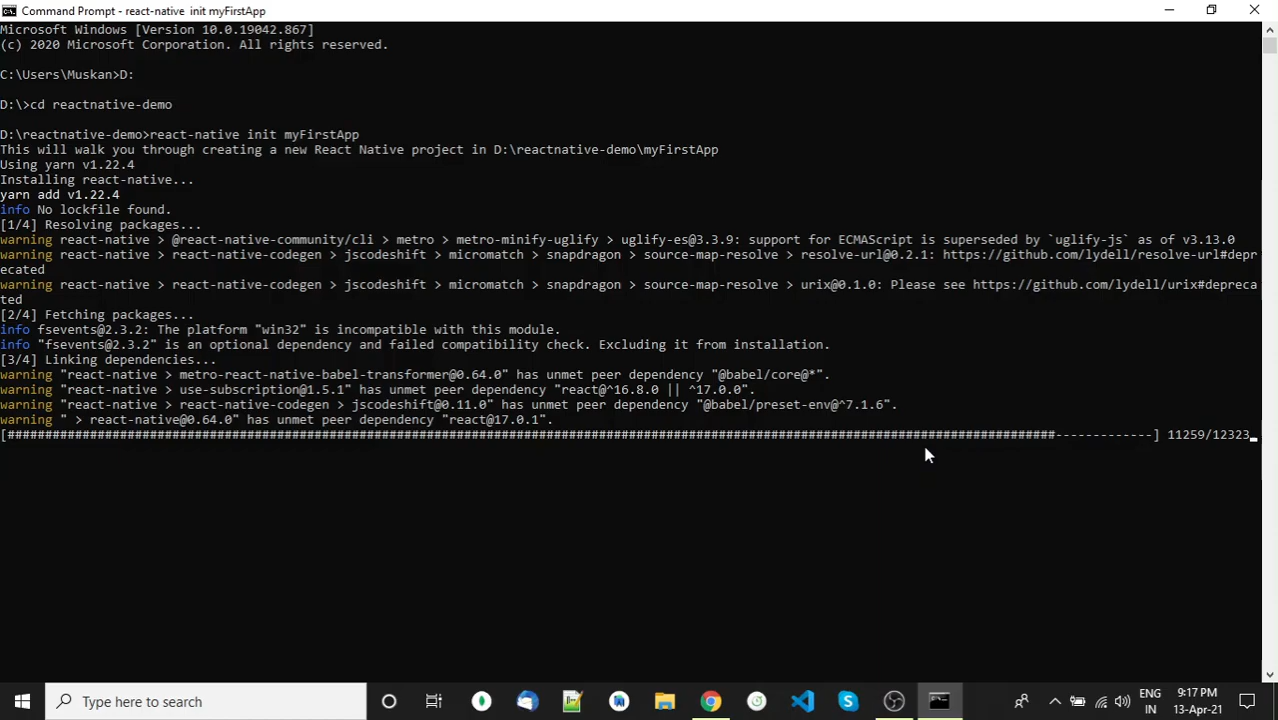 Command Prompt - react-native  init myFirstApp
Microsoft Windows [Version 10.0.19042.867]
(c) 2020 Microsoft Corporation. All rights reserved.
C:\Users\Muskan>D:
D:\>cd reactnative-demo
D:\reactnative-demo>react-native init myFirstApp
This will walk you through creating a new React Native project in D:\reactnative-demo\myFirstApp
Using yarn v1.22.4
Installing react-native...
yarn add v1.22.4
info No lockfile found.
[1/4] Resolving packages...
warning react-native > @react-native-community/cli > metro > metro-minify-uglify > uglify-es@3.3.9: support for ECMAScript is superseded by `uglify-js` as of v3.13.0
warning react-native > react-native-codegen > jscodeshift > micromatch > snapdragon > source-map-resolve > resolve-url@0.2.1: https://github.com/lydell/resolve-url#depr
ecated
warning react-native > react-native-codegen > jscodeshift > micromatch > snapdragon > source-map-resolve > urix@0.1.0: Please see https://github.com/lydell/urix#depreca
ted
[2/4] Fetching packages...
info fsevents@2.3.2: The platform "win32" is incompatible with this module.
info "fsevents@2.3.2" is an optional dependency and failed compatibility check. Excluding it from installation.
[3/4] Linking dependencies...
warning "react-native > metro-react-native-babel-transformer@0.64.0" has unmet peer dependency "@babel/core@*".
warning "react-native > use-subscription@1.5.1" has unmet peer dependency "react@^16.8.0 || ^17.0.0".
warning "react-native > react-native-codegen > jscodeshift@0.11.0" has unmet peer dependency "@babel/preset-env@^7.1.6".
warning " > react-native@0.64.0" has unmet peer dependency "react@17.0.1".
[############################################################################################################################################-------------] 11259/12323
Type here to search
ENG
IN
9:17 PM
13-Apr-21